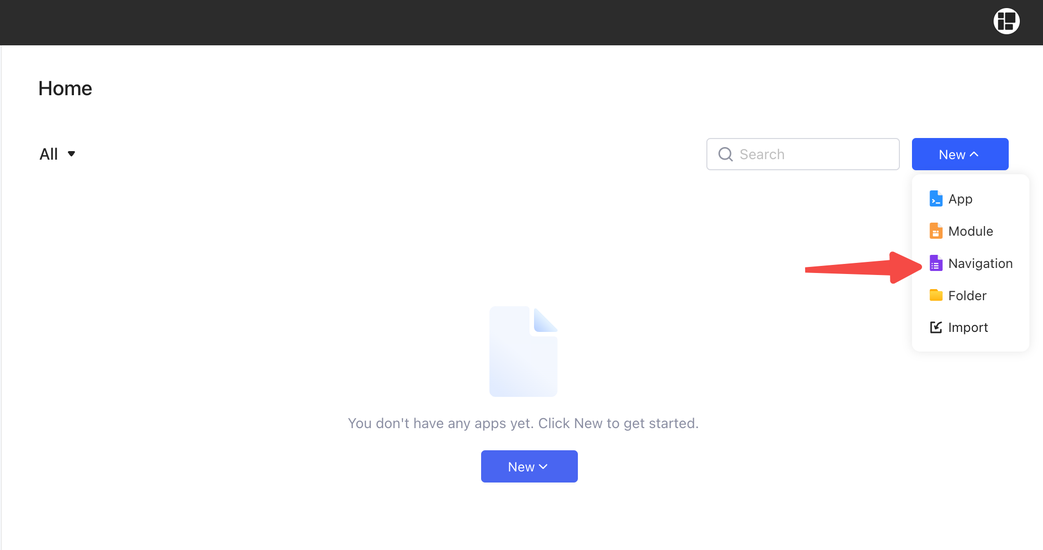 Home
All
Search
New
App
Module
Navigation
Folder
Import
You don't have any apps yet. Click New to get started.
New